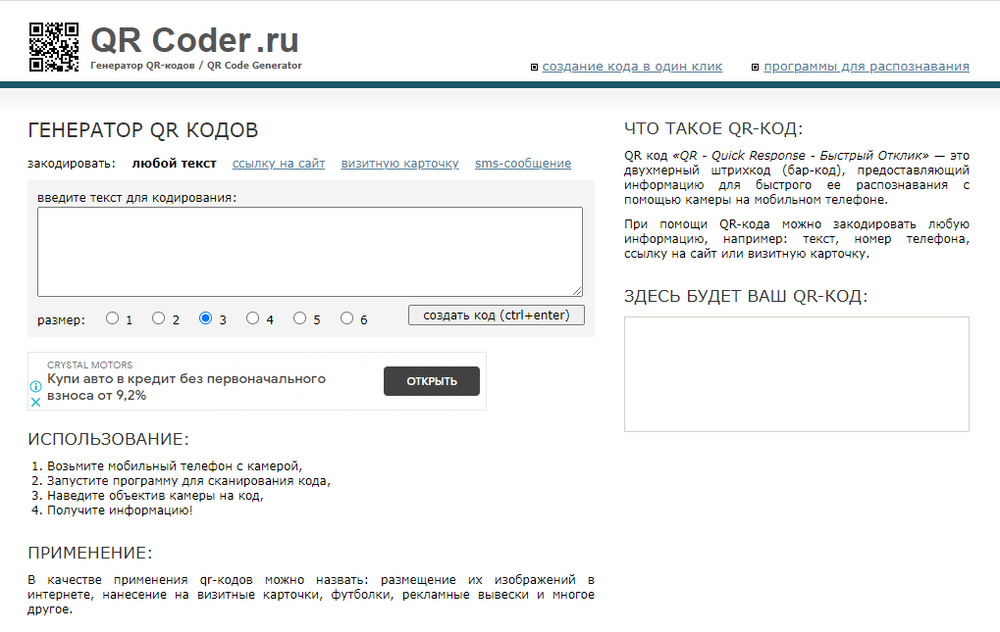 QR Coder.ru
Генератор QR-кодов / QR Code Generator
создание кода в один клик
программы для распознавания
ГЕНЕРАТОР QR КОДОВ
закодировать: любой текст ссылку на сайт визитную карточку sms-сообщение
введите текст для кодирования:
размер: 1 2 3 4 5 6 создать код (ctrl+enter)
CRYSTAL MOTORS
Купи авто в кредит без первоначального
взноса от 9,2%
ОТКРЫТЬ
ИСПОЛЬЗОВАНИЕ:
1. Возьмите мобильный телефон с камерой,
2. Запустите программу для сканирования кода,
3. Наведите объектив камеры на код,
4. Получите информацию!
ПРИМЕНЕНИЕ:
В качестве применения qr-кодов можно назвать: размещение их изображений в
интернете, нанесение на визитные карточки, футболки, рекламные вывески и многое
другое.
ЧТО ТАКОЕ QR-КОД:
QR код «QR - Quick Response - Быстрый Отклик» — это
двухмерный штрихкод (бар-код), предоставляющий
информацию для быстрого ее распознавания с
помощью камеры на мобильном телефоне.
При помощи QR-кода можно закодировать любую
информацию, например: текст, номер телефона,
ссылку на сайт или визитную карточку.
ЗДЕСЬ БУДЕТ ВАШ QR-КОД: